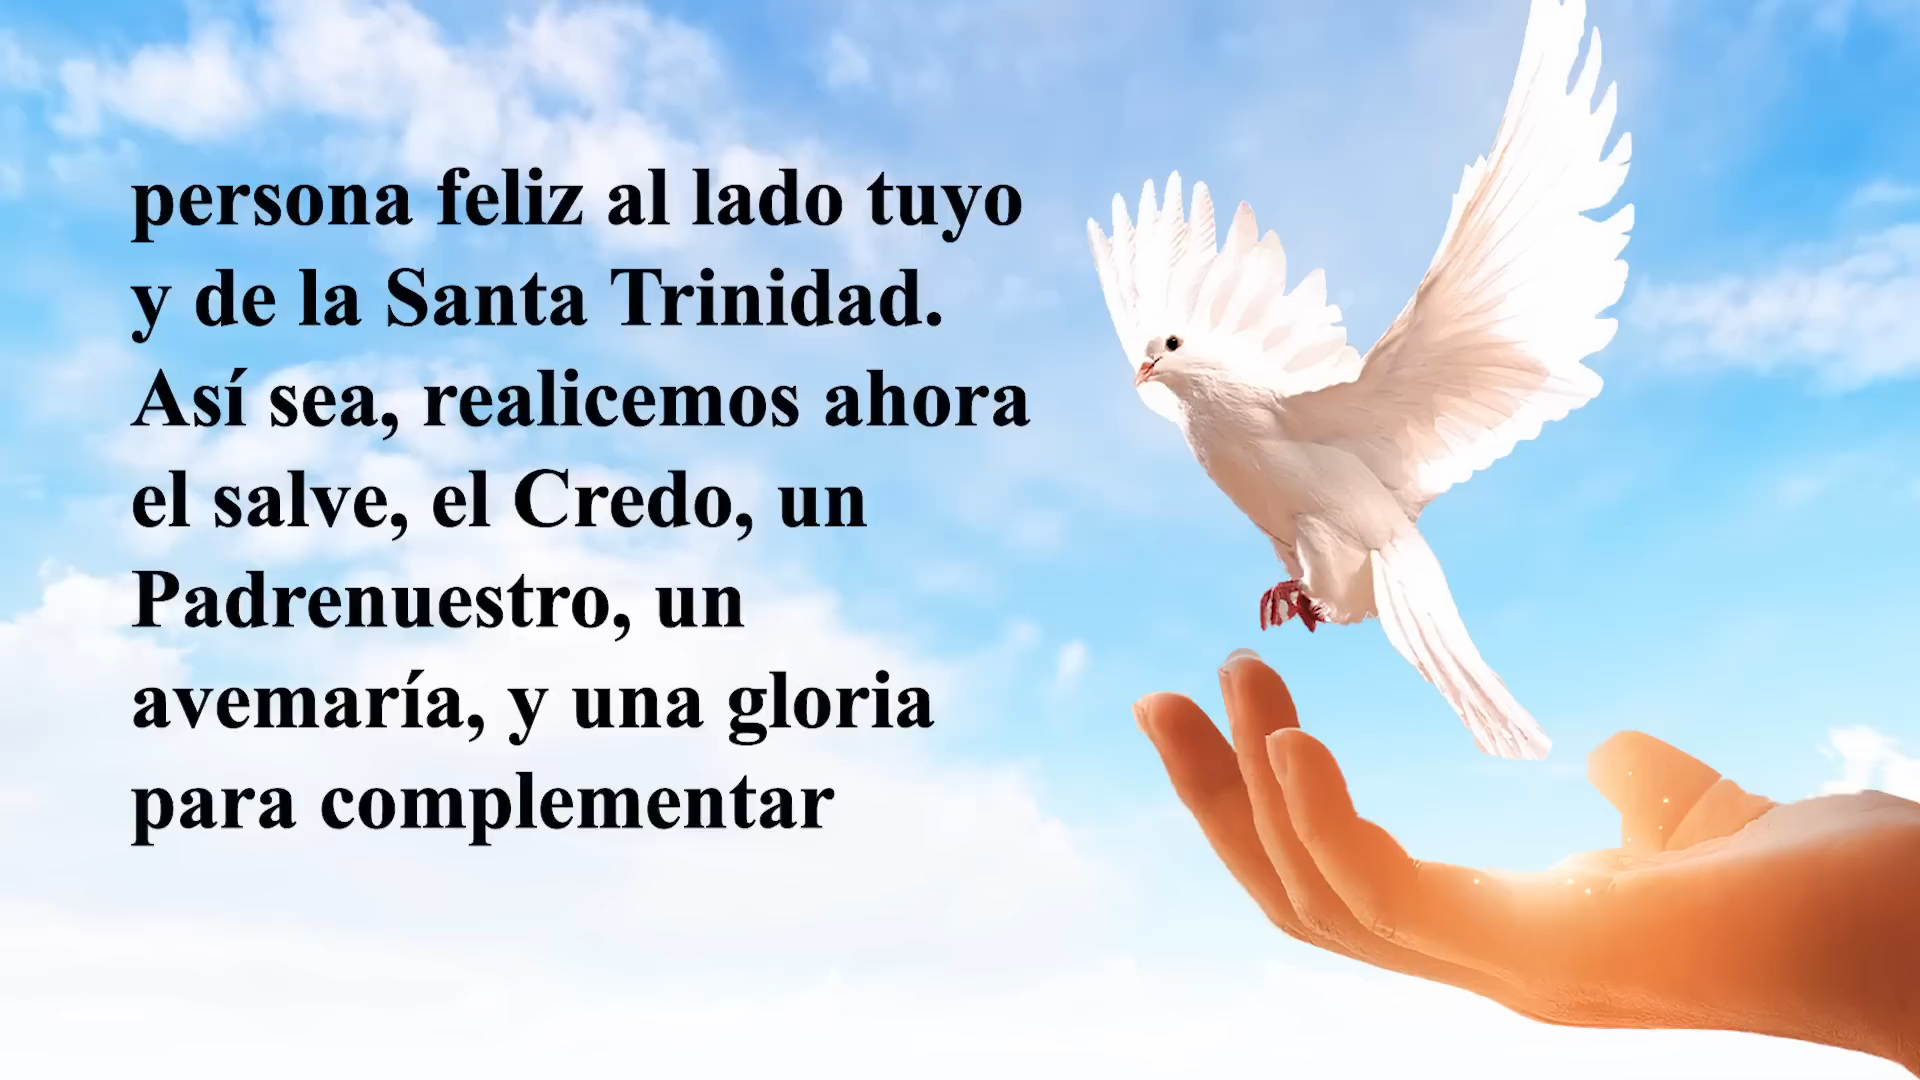 persona feliz al lado tuyo
y de la Santa Trinidad.
Así sea, realicemos ahora
el salve, el Credo, un
Padrenuestro, un
avemaría, y una gloria
para complementar